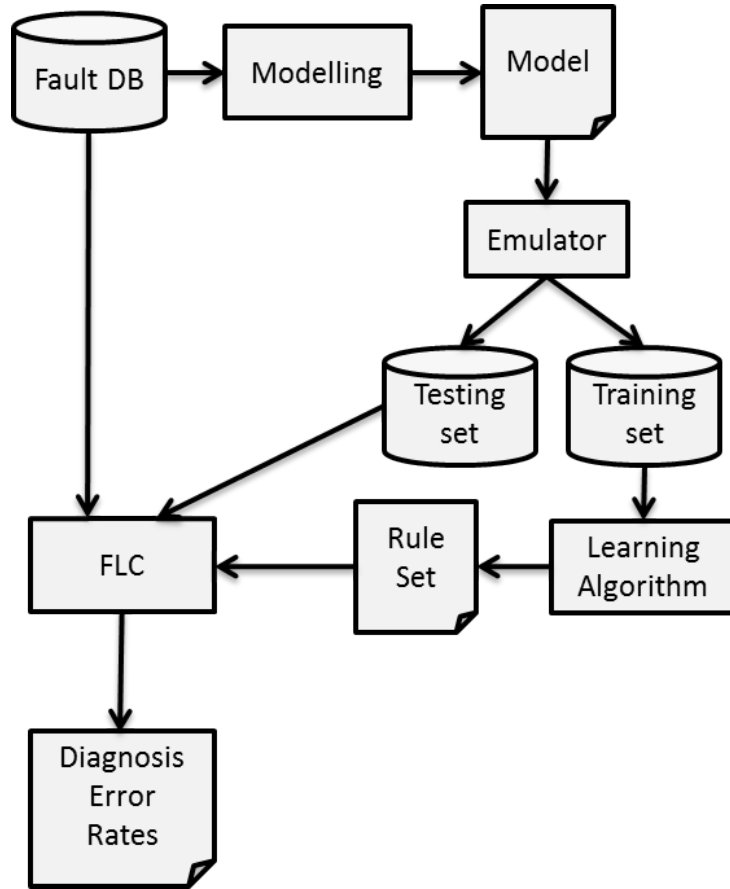 Fault DB
Modelling
Model
Emulator
Testing
set
Training
set
FLC
Rule
Set
Learning
Algorithm
Diagnosis
Error
Rates